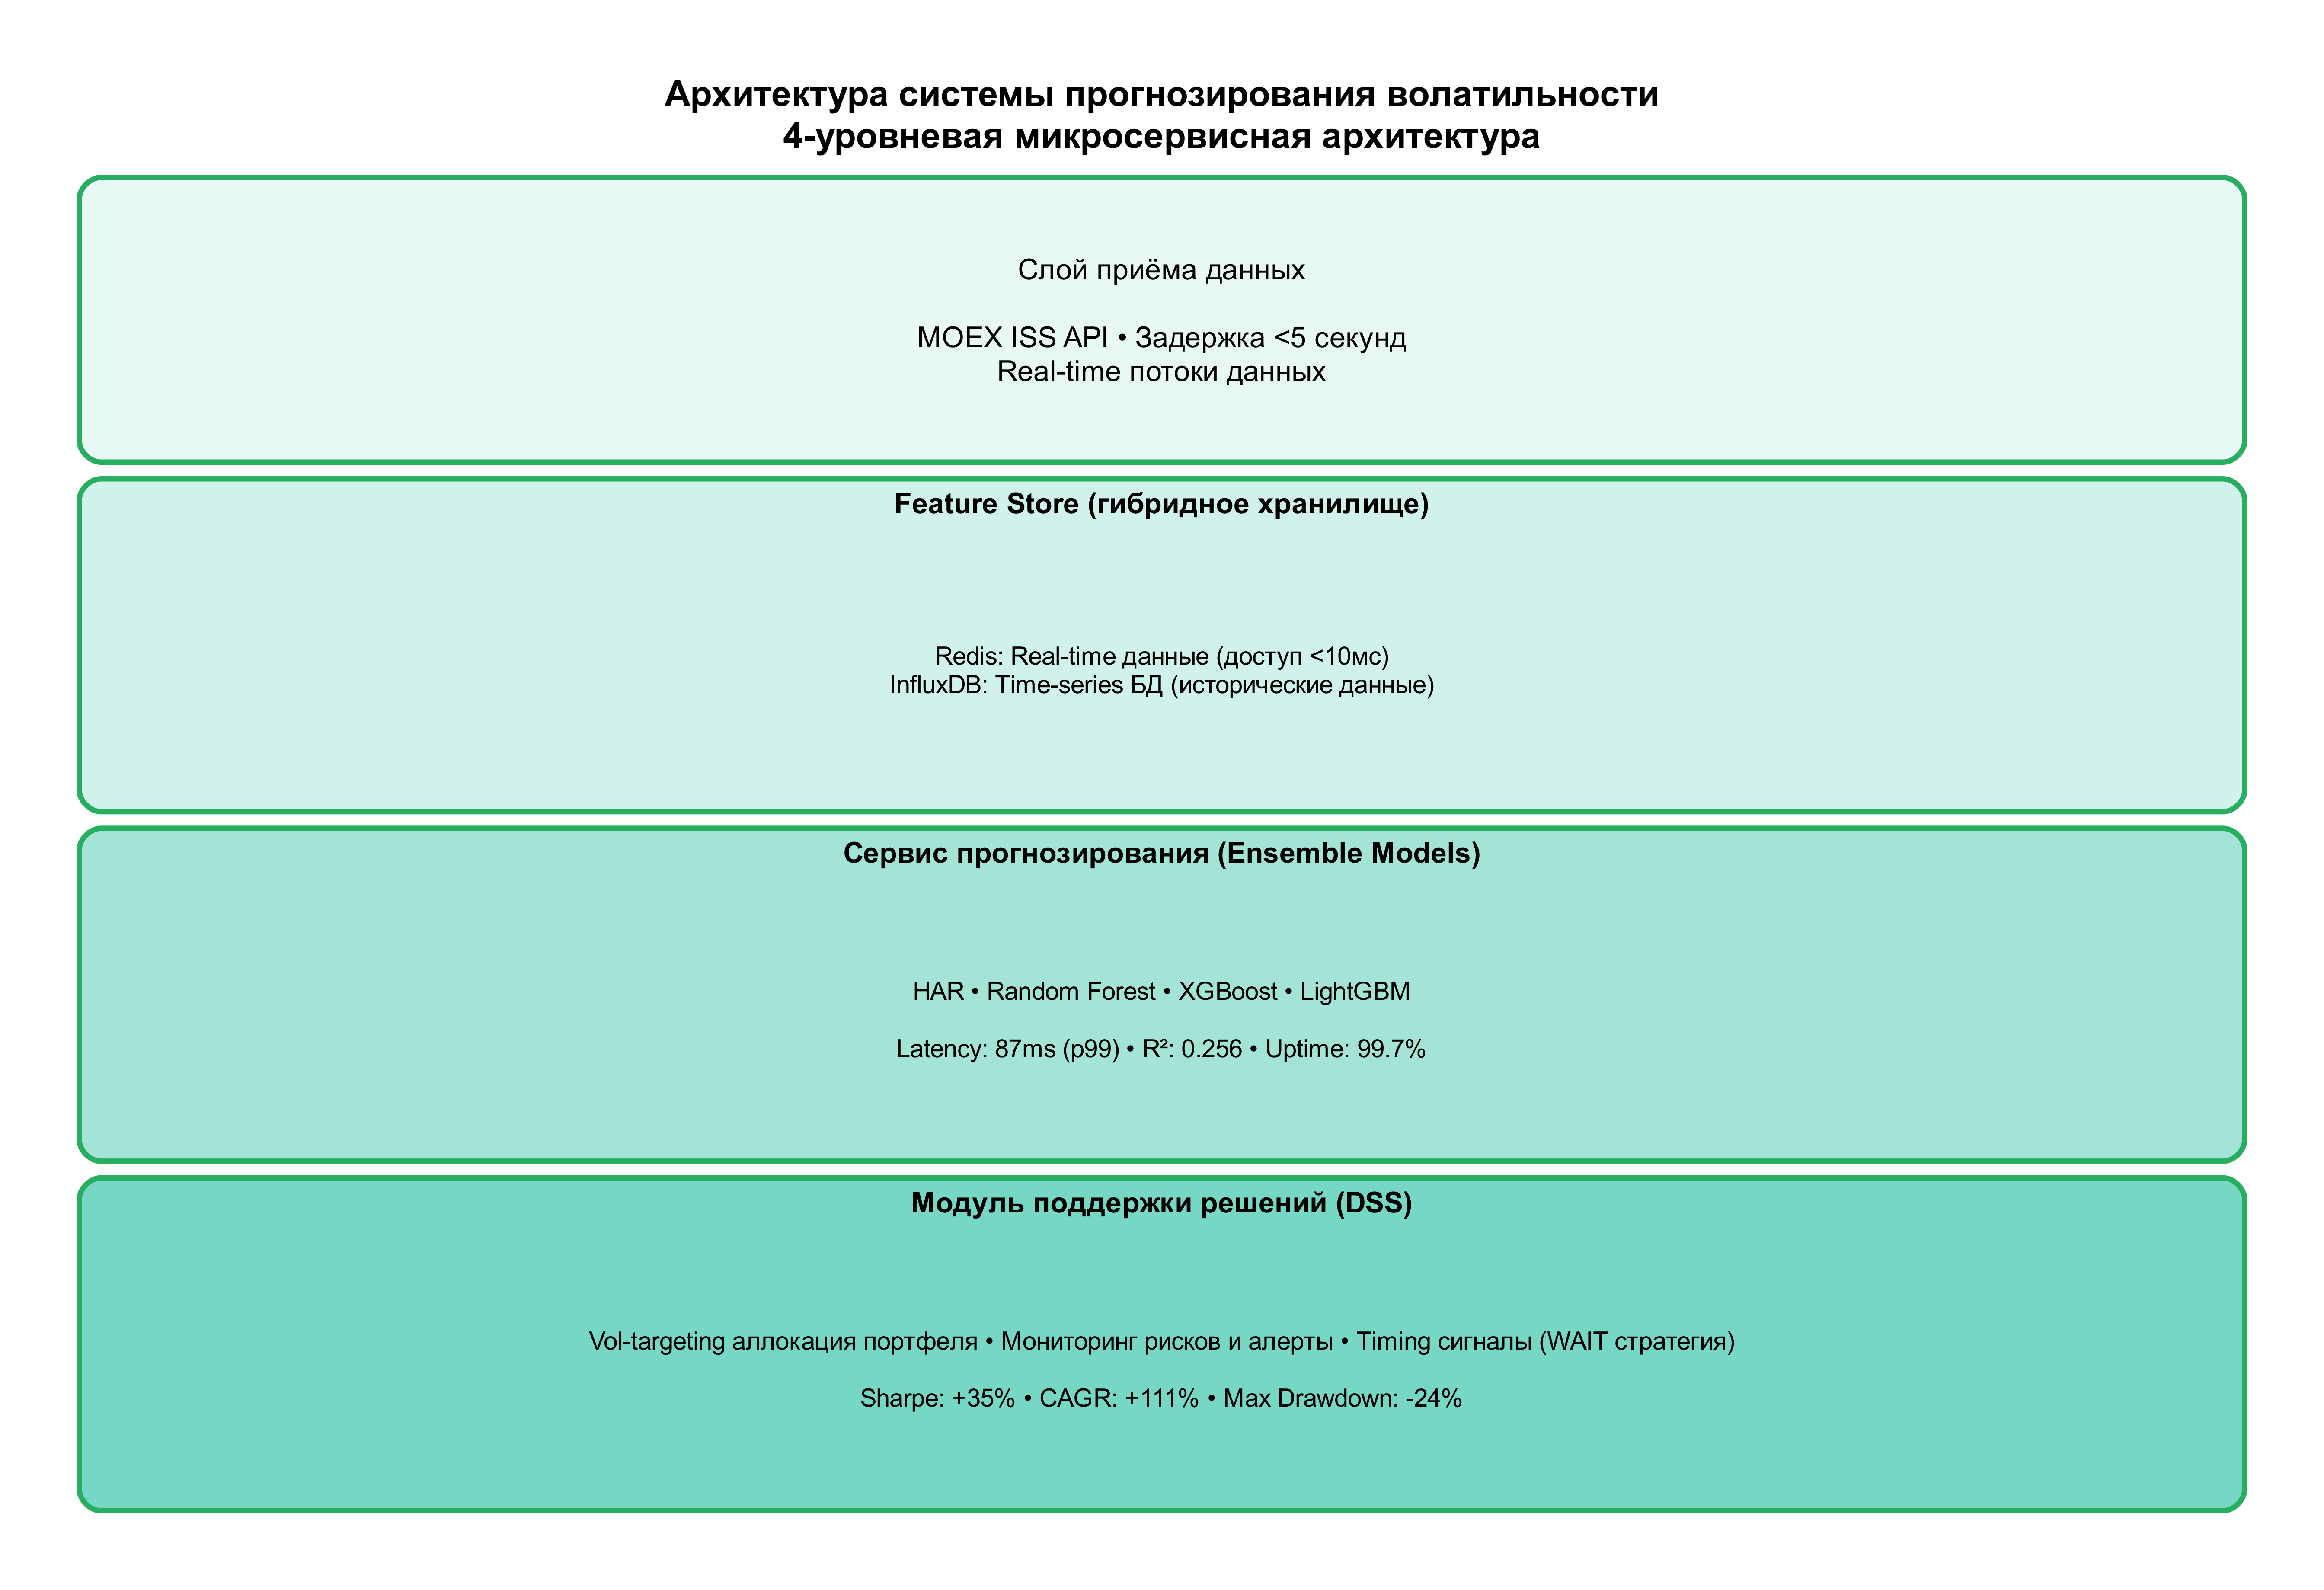 Архитектура системы прогнозирования волатильности
4-уровневая микросервисная архитектура
Слой приёма данных
MOEX ISS API • Задержка <5 секунд
Real-time потоки данных
Feature Store (гибридное хранилище)
Redis: Real-time данные (доступ <10мс)
InfluxDB: Time-series БД (исторические данные)
Сервис прогнозирования (Ensemble Models)
HAR • Random Forest • XGBoost • LightGBM
Latency: 87ms (p99) • R²: 0.256 • Uptime: 99.7%
Модуль поддержки решений (DSS)
Vol-targeting аллокация портфеля • Мониторинг рисков и алерты • Timing сигналы (WAIT стратегия)
Sharpe: +35% • CAGR: +111% • Max Drawdown: -24%